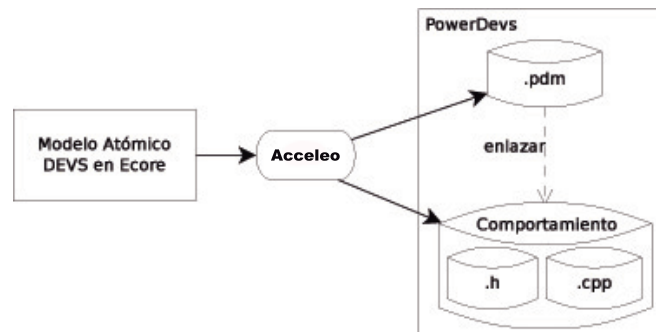 PowerDevs
.pdm
Modelo Atómico
DEVS en Ecore
Acceleo
enlazar
Comportamiento
.h
.cpp